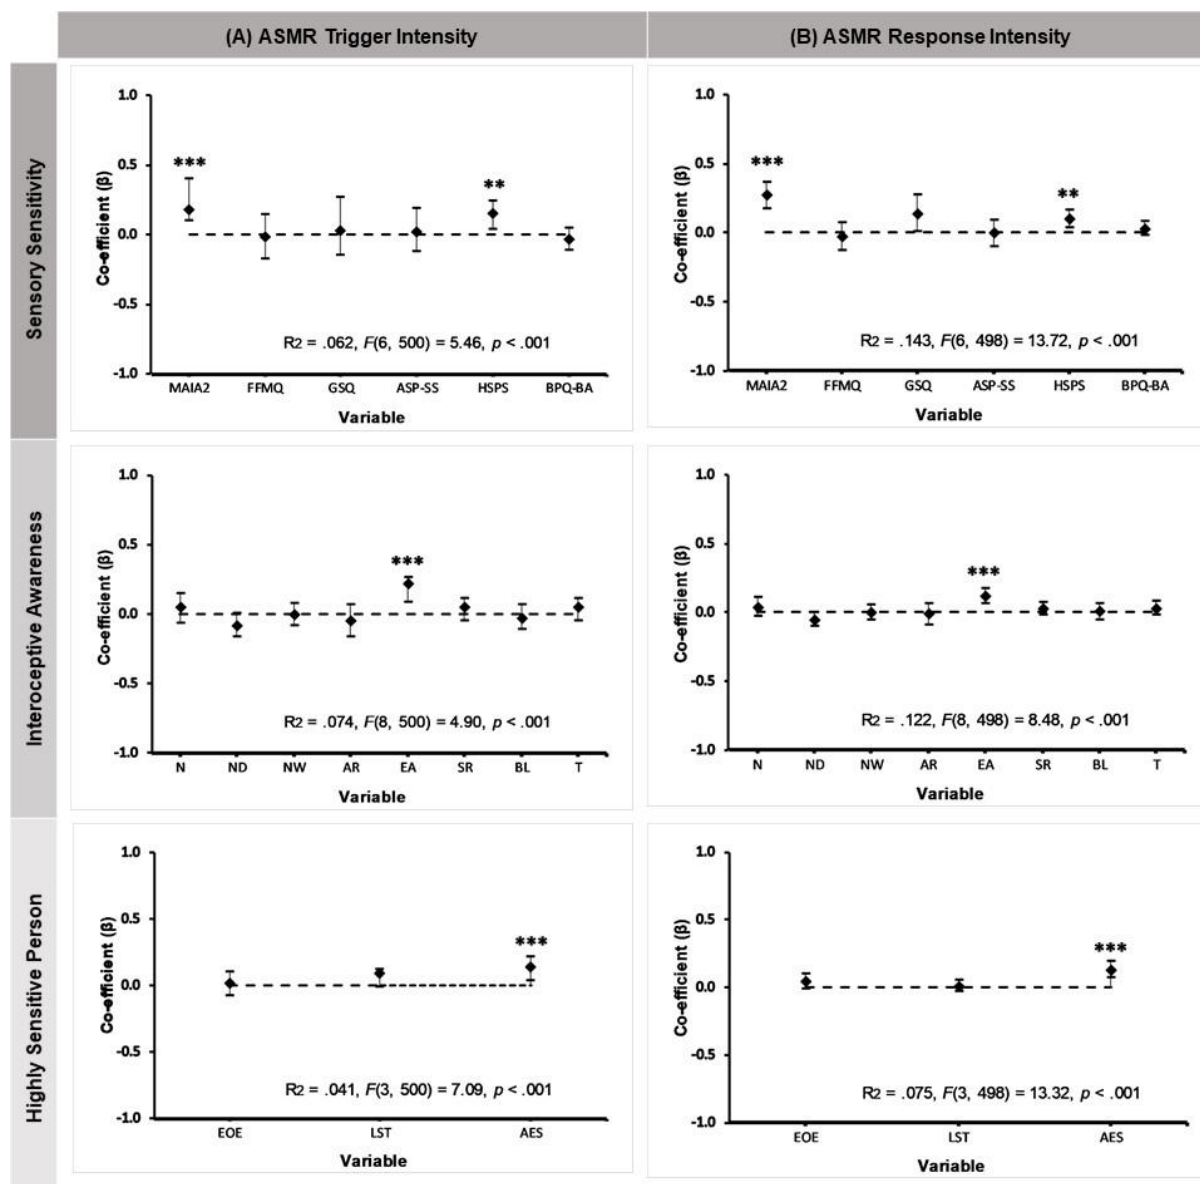 (A) ASMR Trigger Intensity
(B) ASMR Response Intensity
Sensory Sensitivity
1.0
0.5
0.0
-0.5
-1.0
Co-efficient (β)
***
**
R2 = .062, F(6, 500) = 5.46, p < .001
MAIA2 FFMQ GSQ ASP-SS HSPS BPQ-BA
Variable
1.0
0.5
0.0
-0.5
-1.0
Co-efficient (β)
***
**
R2 = .143, F(6, 498) = 13.72, p < .001
MAIA2 FFMQ GSQ ASP-SS HSPS BPQ-BA
Variable
Interoceptive Awareness
1.0
0.5
0.0
-0.5
-1.0
Co-efficient (β)
***
R2 = .074, F(8, 500) = 4.90, p < .001
N ND NW AR EA SR BL T
Variable
1.0
0.5
0.0
-0.5
-1.0
Co-efficient (β)
***
R2 = .122, F(8, 498) = 8.48, p < .001
N ND NW AR EA SR BL T
Variable
Highly Sensitive Person
1.0
0.5
0.0
-0.5
-1.0
Co-efficient (β)
***
R2 = .041, F(3, 500) = 7.09, p < .001
EOE LST AES
Variable
1.0
0.5
0.0
-0.5
-1.0
Co-efficient (β)
***
R2 = .075, F(3, 498) = 13.32, p < .001
EOE LST AES
Variable